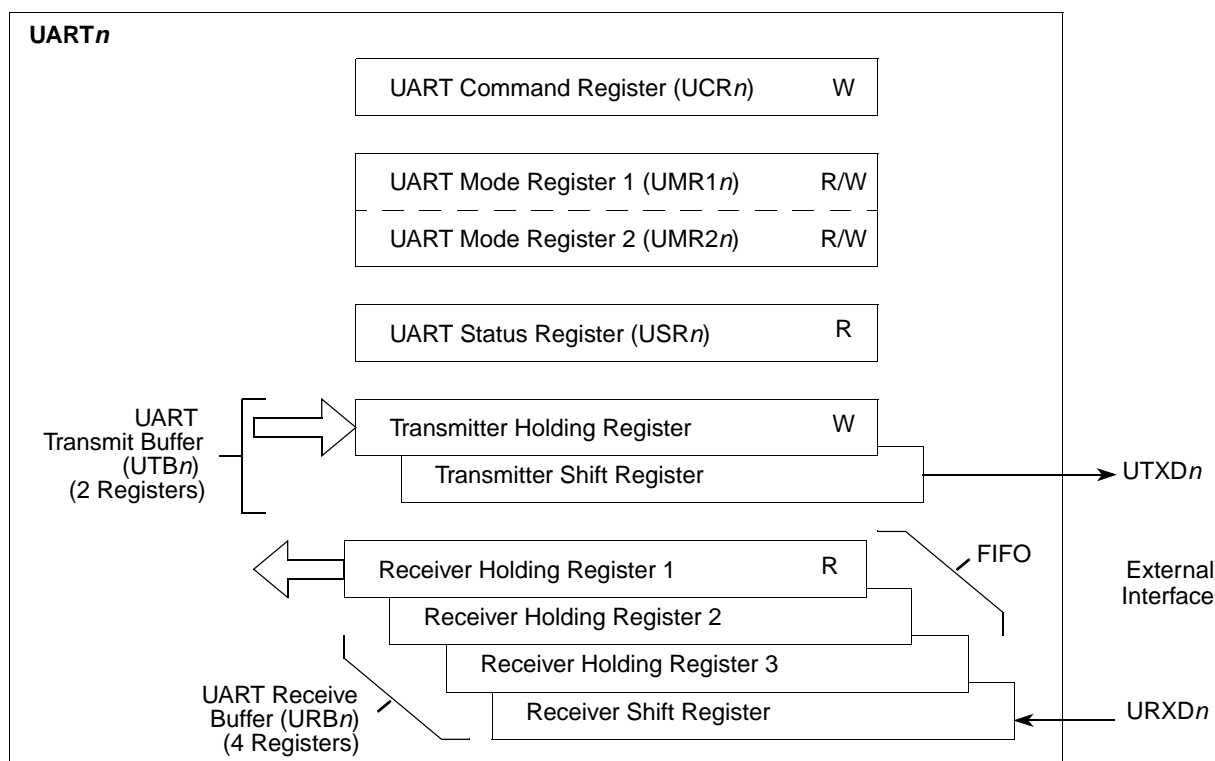 UARTn
UART Command Register (UCRn) W
UART Mode Register 1 (UMR1n) R/W
UART Mode Register 2 (UMR2n) R/W
UART Status Register (USRn) R
UART
Transmit Buffer
(UTBn)
(2 Registers)
Transmitter Holding Register W
Transmitter Shift Register
UTXDn
FIFO
Receiver Holding Register 1 R
External
Interface
Receiver Holding Register 2
Receiver Holding Register 3
UART Receive
Buffer (URBn)
(4 Registers)
Receiver Shift Register
URXDn